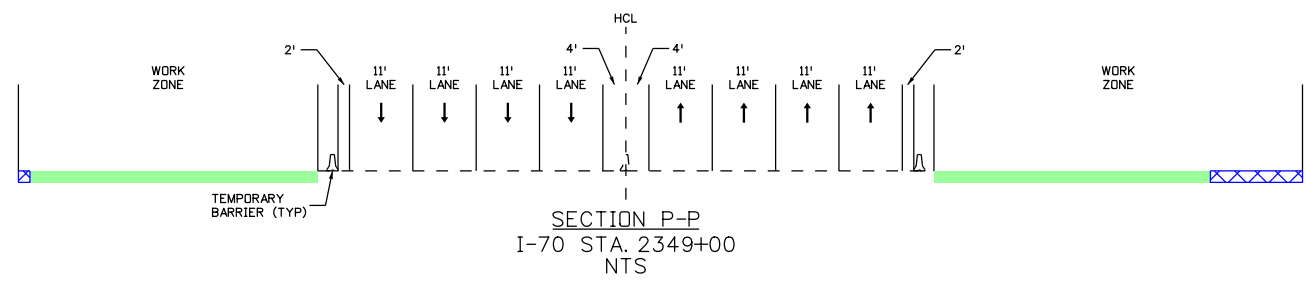 HCL
2'
4'
4'
2'
WORK
ZONE
11'
LANE
11'
LANE
11'
LANE
11'
LANE
11'
LANE
11'
LANE
11'
LANE
11'
LANE
WORK
ZONE
TEMPORARY
BARRIER (TYP)
SECTION P-P
I-70 STA. 2349+00
NTS